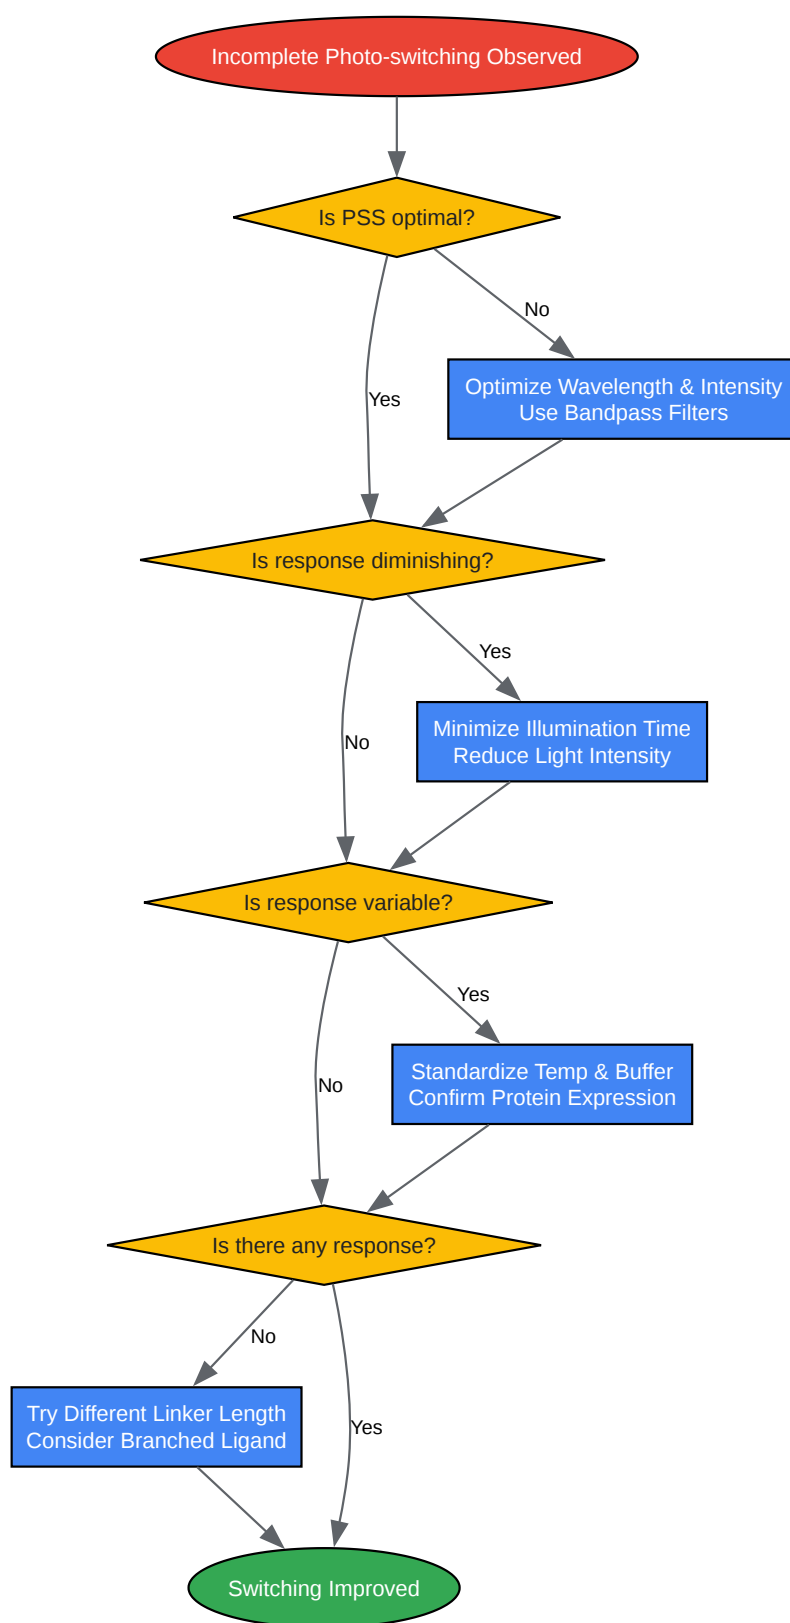 Incomplete Photo-switching Observed
Is PSS optimal?
No
Optimize Wavelength & Intensity
Use Bandpass Filters
Yes
Is response diminishing?
Yes
Minimize Illumination Time
Reduce Light Intensity
No
Is response variable?
Yes
Standardize Temp & Buffer
Confirm Protein Expression
No
Is there any response?
No
Try Different Linker Length
Consider Branched Ligand
Yes
Switching Improved